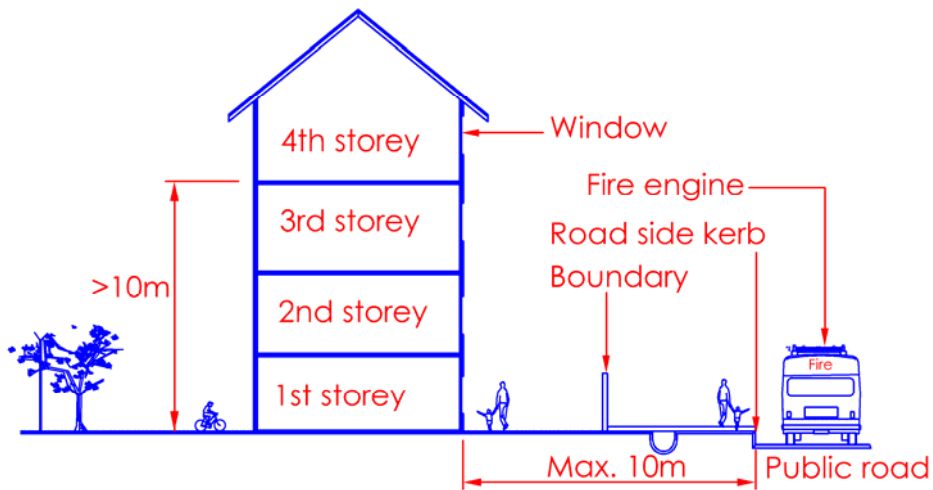 4th storey
Window
3rd storey
Fire engine
Road side kerb
Boundary
>10m
2nd storey
Fire
1st storey
Max. 10m
Public road